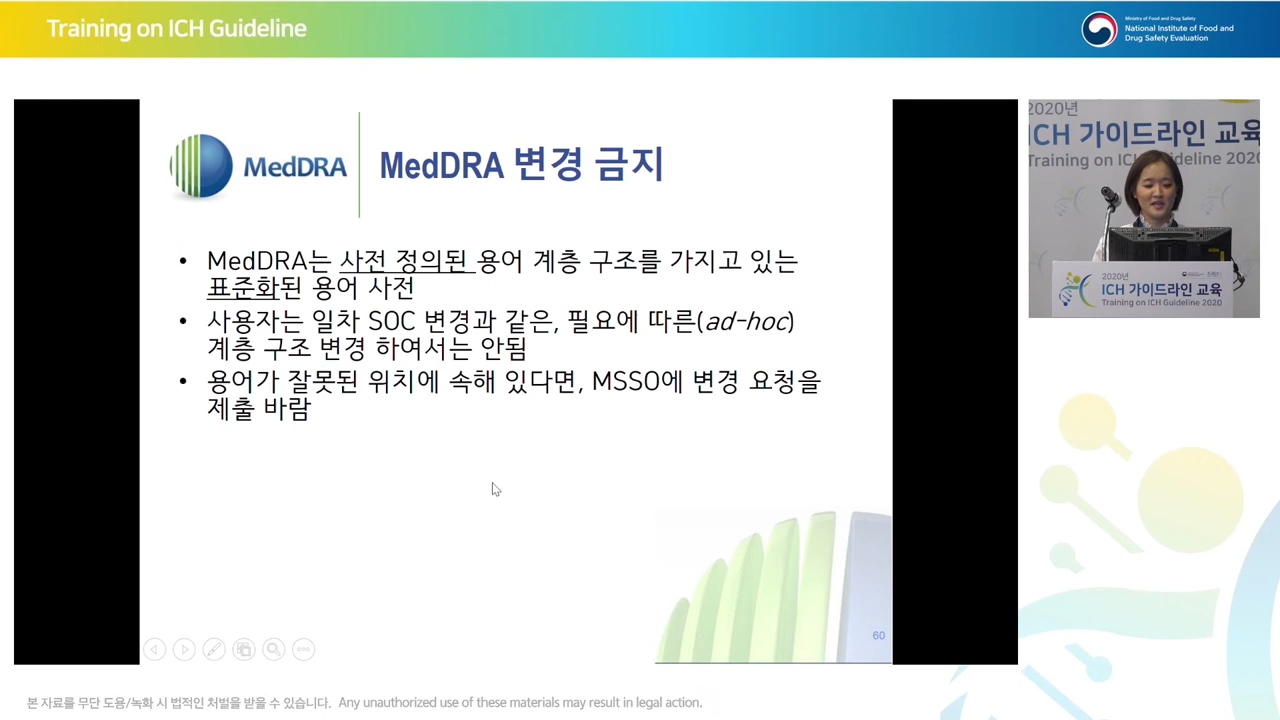 Training on ICH Guideline
Ministry of Food and Drug Safety
National Institute of Food and
Drug Safety Evaluation
MedDRA
MedDRA 변경 금지
• MedDRA는 사전 정의된 용어 계층 구조를 가지고 있는
표준화된 용어 사전
• 사용자는 일차 SOC 변경과 같은, 필요에 따른(ad-hoc)
계층 구조 변경 하여서는 안됨
• 용어가 잘못된 위치에 속해 있다면, MSSO에 변경 요청을
제출 바람
60
2020년
ICH 가이드라인 교육
Training on ICH Guideline 2020
2020년
ICH 가이드라인 교육
Training on ICH Guideline 2020
본 자료를 무단 도용/녹화 시 법적인 처벌을 받을 수 있습니다. Any unauthorized use of these materials may result in legal action.